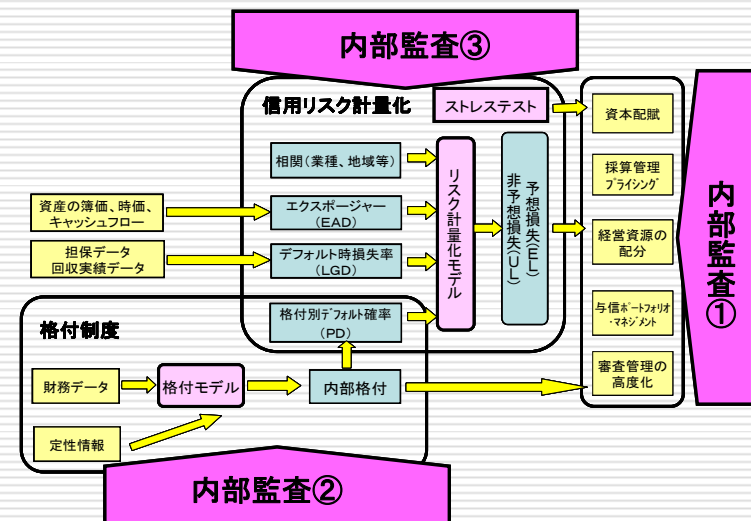 内部監査③
信用リスク計量化
ストレステスト
資本配賦
相関(業種、地域等)
採算管理
プライシング
資産の簿価、時価、
キャッシュフロー
エクスポージャー
(EAD)
リスク計量化モデル
予想損失(EL)
非予想損失(UL)
経営資源の
配分
内部監査①
担保データ
回収実績データ
デフォルト時損失率
(LGD)
格付制度
格付別デフォルト確率
(PD)
与信ポートフォリオ
・マネジメント
財務データ
格付モデル
内部格付
審査管理の
高度化
定性情報
内部監査②